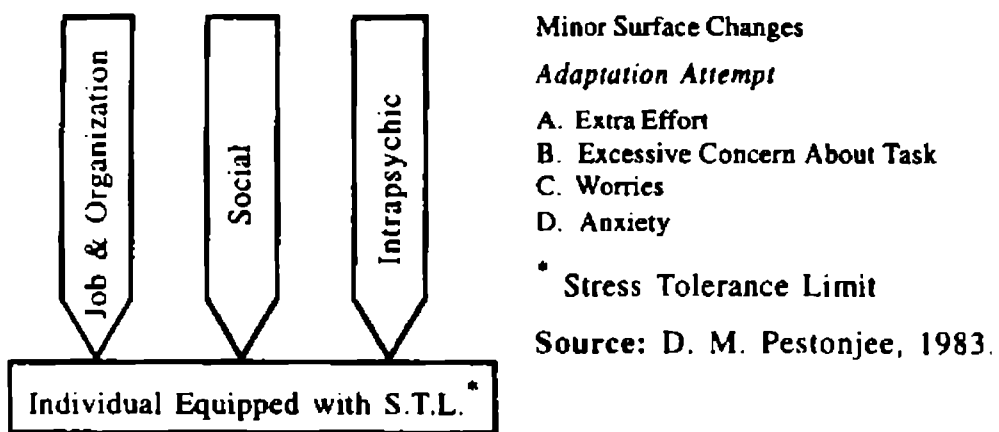 Job & Organization
Social
Intrapsychic
Individual Equipped with S.T.L.*
Minor Surface Changes
Adaptation Attempt
A. Extra Effort
B. Excessive Concern About Task
C. Worries
D. Anxiety
* Stress Tolerance Limit
Source: D. M. Pestonjee, 1983.